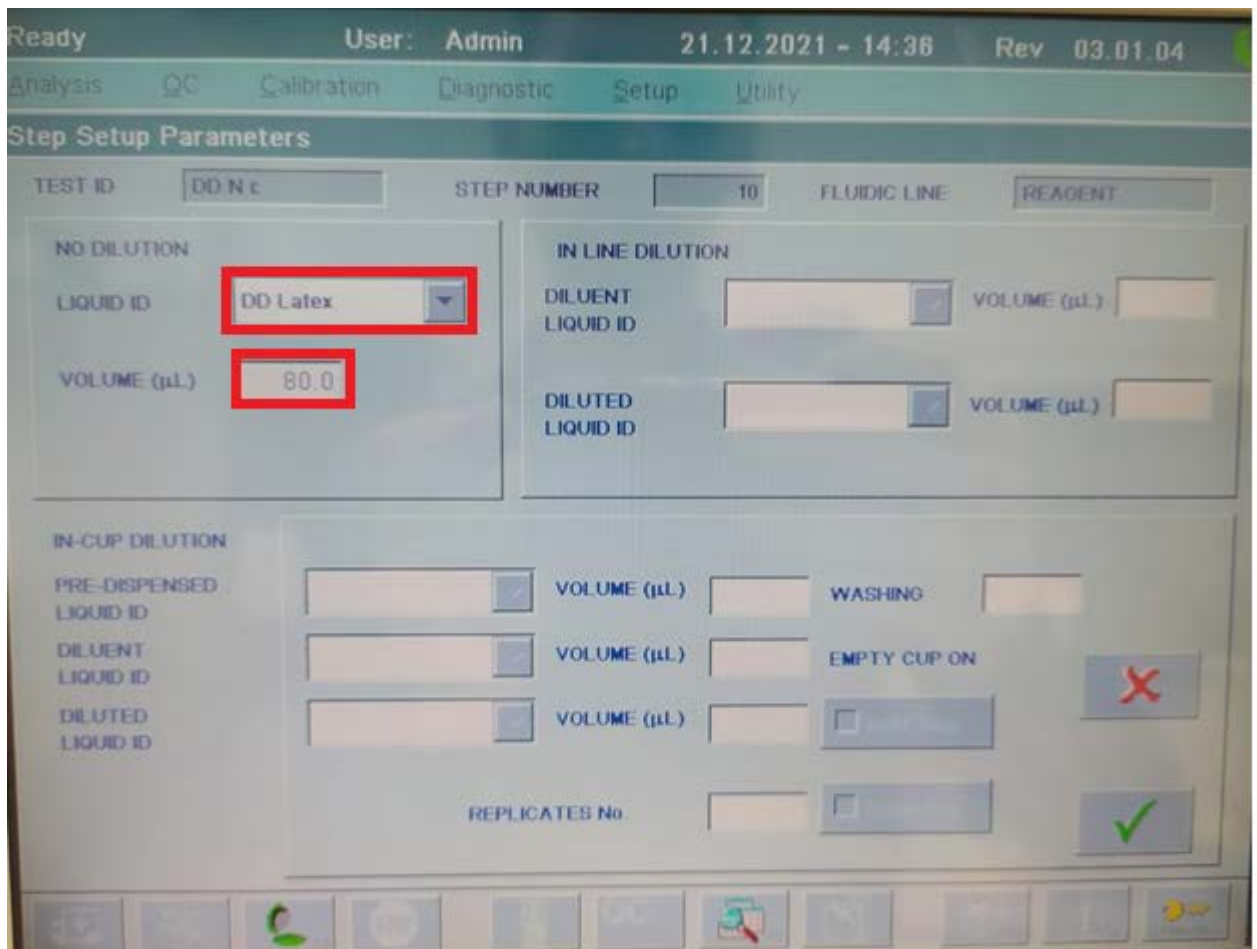 Ready User: Admin 21.12.2021 - 14:36 Rev 03.01.04
Analysis QC Calibration Diagnostic Setup Utility
Step Setup Parameters
TEST ID DD N c STEP NUMBER 10 FLUIDIC LINE REAGENT
NO DILUTION
LIQUID ID DD Latex
VOLUME (µL) 80.0
IN LINE DILUTION
DILUENT
LIQUID ID
VOLUME (µL)
DILUTED
LIQUID ID
VOLUME (µL)
IN-CUP DILUTION
PRE-DISPENSED
LIQUID ID
VOLUME (µL) WASHING
DILUENT
LIQUID ID
VOLUME (µL) EMPTY CUP ON
DILUTED
LIQUID ID
VOLUME (µL)
REPLICATES No.